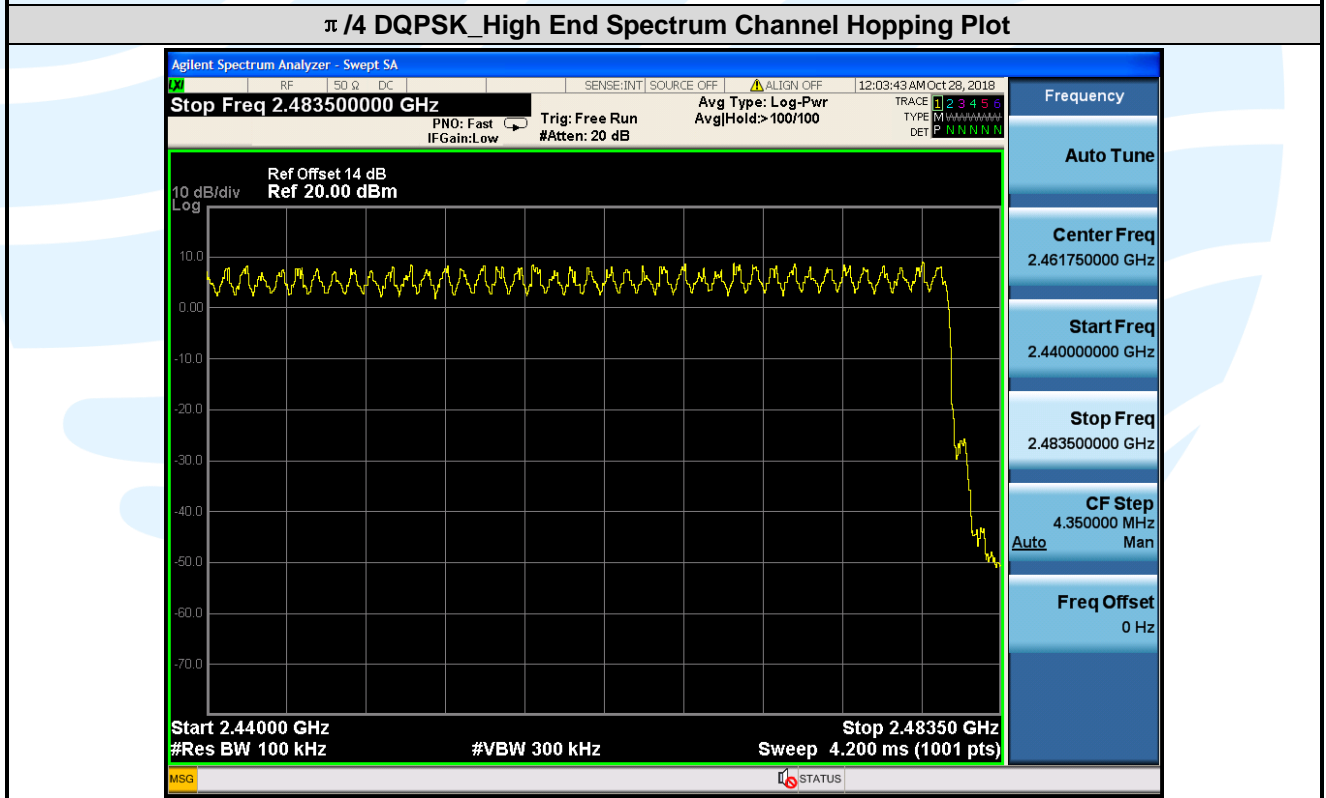 π/4 DQPSK_High End Spectrum Channel Hopping Plot
Agilent Spectrum Analyzer - Swept SA
LXI RF 50 Ω DC SENSE:INT SOURCE OFF ALIGN OFF 12:03:43 AM Oct 28, 2018
Stop Freq 2.483500000 GHz
PNO: Fast
IFGain:Low
Trig: Free Run
#Atten: 20 dB
Avg Type: Log-Pwr
Avg|Hold:>100/100
TRACE 1 2 3 4 5 6
TYPE M WWWWW
DET P N N N N N
Ref Offset 14 dB
10 dB/div Ref 20.00 dBm
Log
10.0
0.00
-10.0
-20.0
-30.0
-40.0
-50.0
-60.0
-70.0
Start 2.44000 GHz Stop 2.48350 GHz
#Res BW 100 kHz #VBW 300 kHz Sweep 4.200 ms (1001 pts)
MSG STATUS
Frequency
Auto Tune
Center Freq
2.461750000 GHz
Start Freq
2.440000000 GHz
Stop Freq
2.483500000 GHz
CF Step
4.350000 MHz
Auto Man
Freq Offset
0 Hz